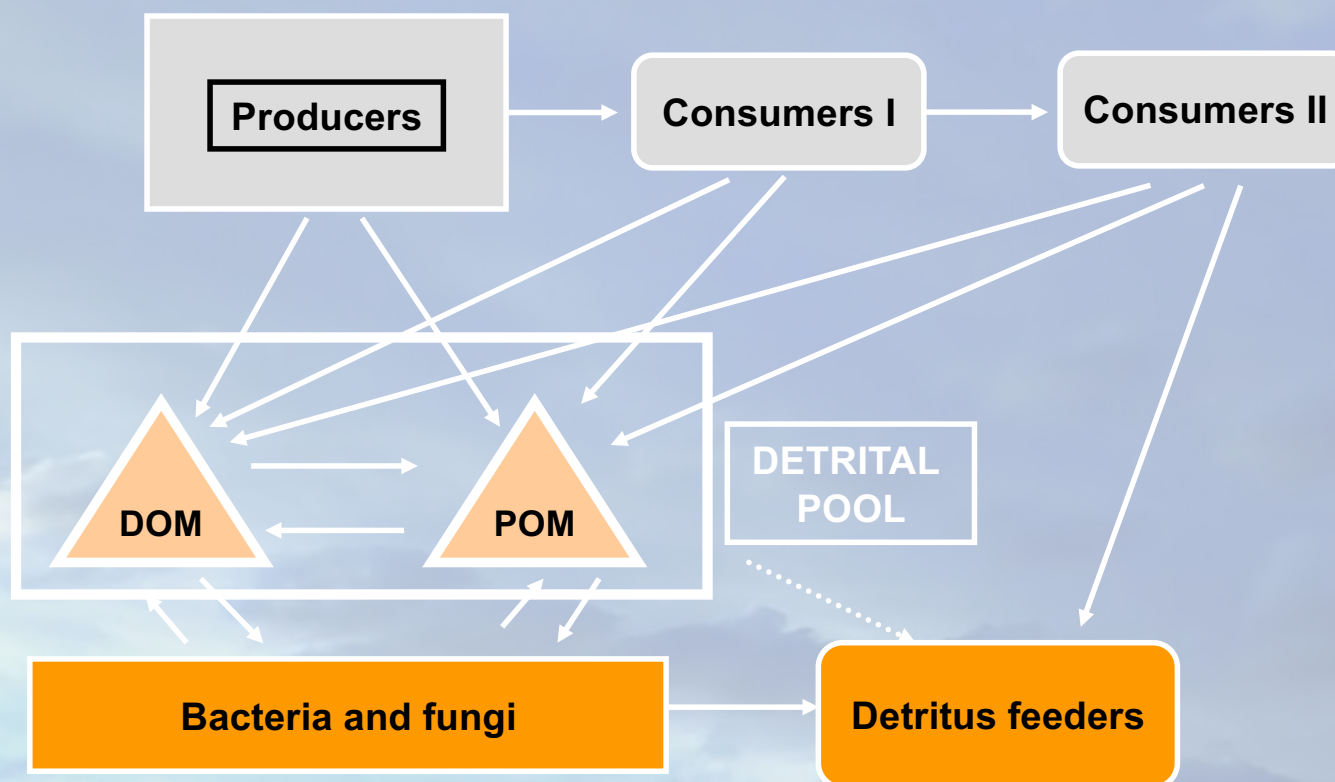 Producers
Consumers I
Consumers II
DETRITAL
POOL
DOM
POM
Bacteria and fungi
Detritus feeders